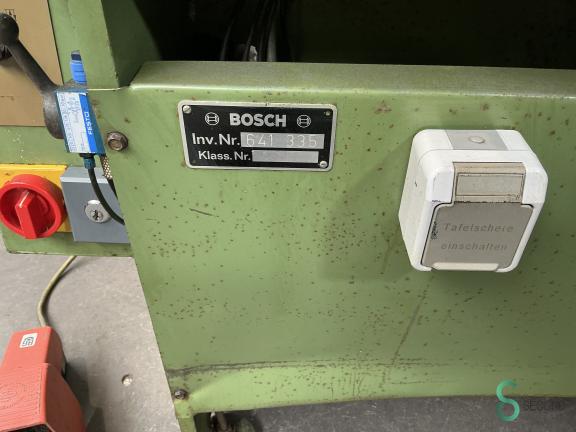 BOSCH
Inv.Nr. 641 335
Klass.Nr.
FESTO
Tafelschere
einschalten